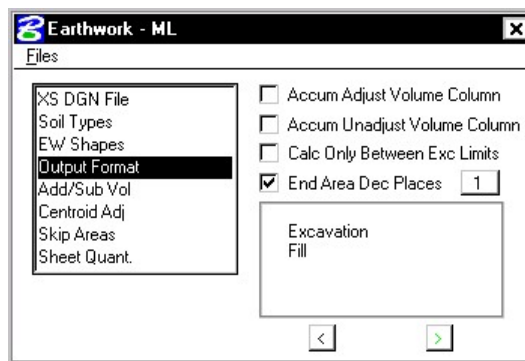 Earthwork - ML
Files
XS DGN File
Soil Types
EW Shapes
Output Format
Add/Sub Vol
Centroid Adj
Skip Areas
Sheet Quant.
Accum Adjust Volume Column
Accum Unadjust Volume Column
Calc Only Between Exc Limits
End Area Dec Places 1
Excavation
Fill
< >